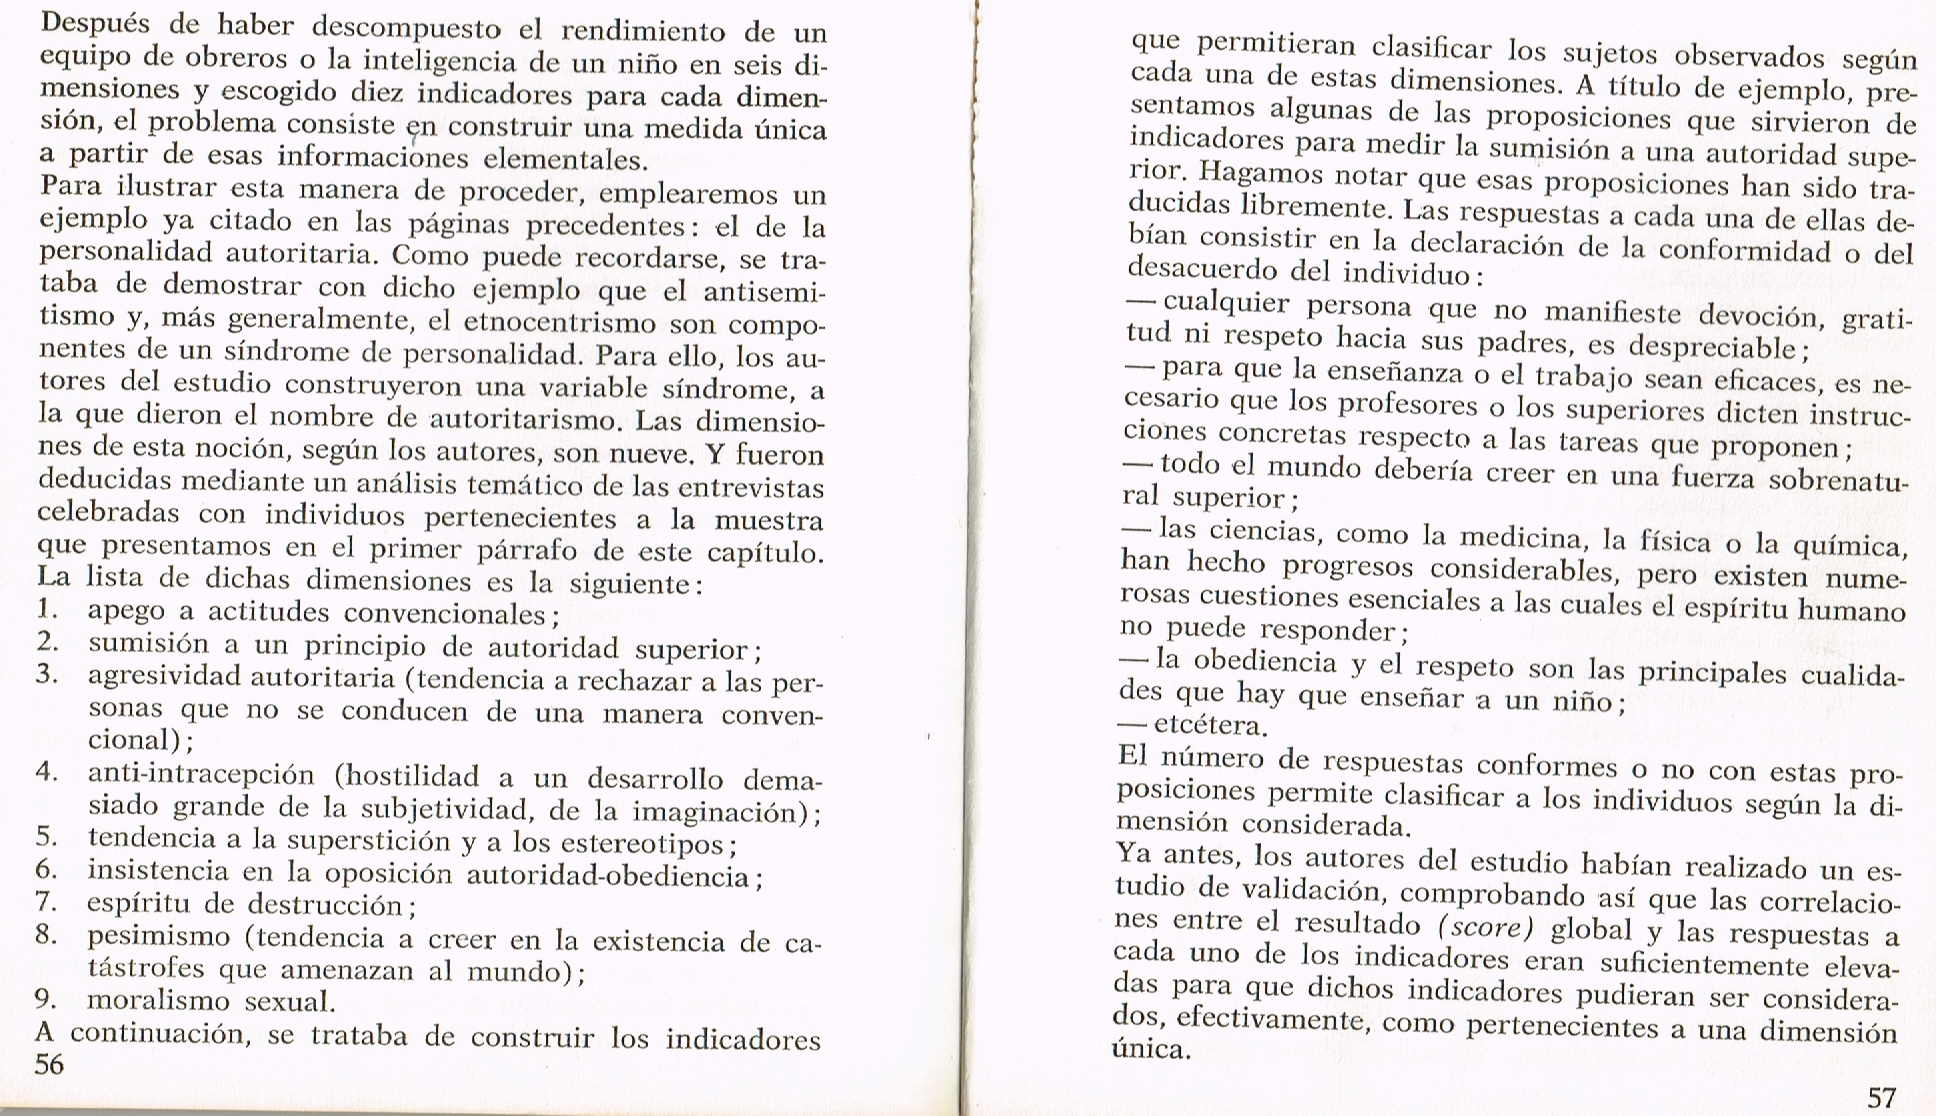 Después de haber descompuesto el rendimiento de un
equipo de obreros o la inteligencia de un niño en seis di-
mensiones y escogido diez indicadores para cada dimen-
sión, el problema consiste en construir una medida única
a partir de esas informaciones elementales.
Para ilustrar esta manera de proceder, emplearemos un
ejemplo ya citado en las páginas precedentes: el de la
personalidad autoritaria. Como puede recordarse, se tra-
taba de demostrar con dicho ejemplo que el antisemi-
tismo y, más generalmente, el etnocentrismo son compo-
nentes de un síndrome de personalidad. Para ello, los au-
tores del estudio construyeron una variable síndrome, a
la que dieron el nombre de autoritarismo. Las dimensio-
nes de esta noción, según los autores, son nueve. Y fueron
deducidas mediante un análisis temático de las entrevistas
celebradas con individuos pertenecientes a la muestra
que presentamos en el primer párrafo de este capítulo.
La lista de dichas dimensiones es la siguiente:
1. apego a actitudes convencionales;
2. sumisión a un principio de autoridad superior;
3. agresividad autoritaria (tendencia a rechazar a las per-
sonas que no se conducen de una manera conven-
cional);
4. anti-intracepción (hostilidad a un desarrollo dema-
siado grande de la subjetividad, de la imaginación);
5. tendencia a la superstición y a los estereotipos;
6. insistencia en la oposición autoridad-obediencia;
7. espíritu de destrucción;
8. pesimismo (tendencia a creer en la existencia de ca-
tástrofes que amenazan al mundo);
9. moralismo sexual.
A continuación, se trataba de construir los indicadores
56
que permitieran clasificar los sujetos observados según
cada una de estas dimensiones. A título de ejemplo, pre-
sentamos algunas de las proposiciones que sirvieron de
indicadores para medir la sumisión a una autoridad supe-
rior. Hagamos notar que esas proposiciones han sido tra-
ducidas libremente. Las respuestas a cada una de ellas de-
bían consistir en la declaración de la conformidad o del
desacuerdo del individuo:
— cualquier persona que no manifieste devoción, grati-
tud ni respeto hacia sus padres, es despreciable;
— para que la enseñanza o el trabajo sean eficaces, es ne-
cesario que los profesores o los superiores dicten instruc-
ciones concretas respecto a las tareas que proponen;
— todo el mundo debería creer en una fuerza sobrenatu-
ral superior;
— las ciencias, como la medicina, la física o la química,
han hecho progresos considerables, pero existen nume-
rosas cuestiones esenciales a las cuales el espíritu humano
no puede responder;
— la obediencia y el respeto son las principales cualida-
des que hay que enseñar a un niño;
— etcétera.
El número de respuestas conformes o no con estas pro-
posiciones permite clasificar a los individuos según la di-
mensión considerada.
Ya antes, los autores del estudio habían realizado un es-
tudio de validación, comprobando así que las correlacio-
nes entre el resultado (score) global y las respuestas a
cada uno de los indicadores eran suficientemente eleva-
das para que dichos indicadores pudieran ser considera-
dos, efectivamente, como pertenecientes a una dimensión
única.
57